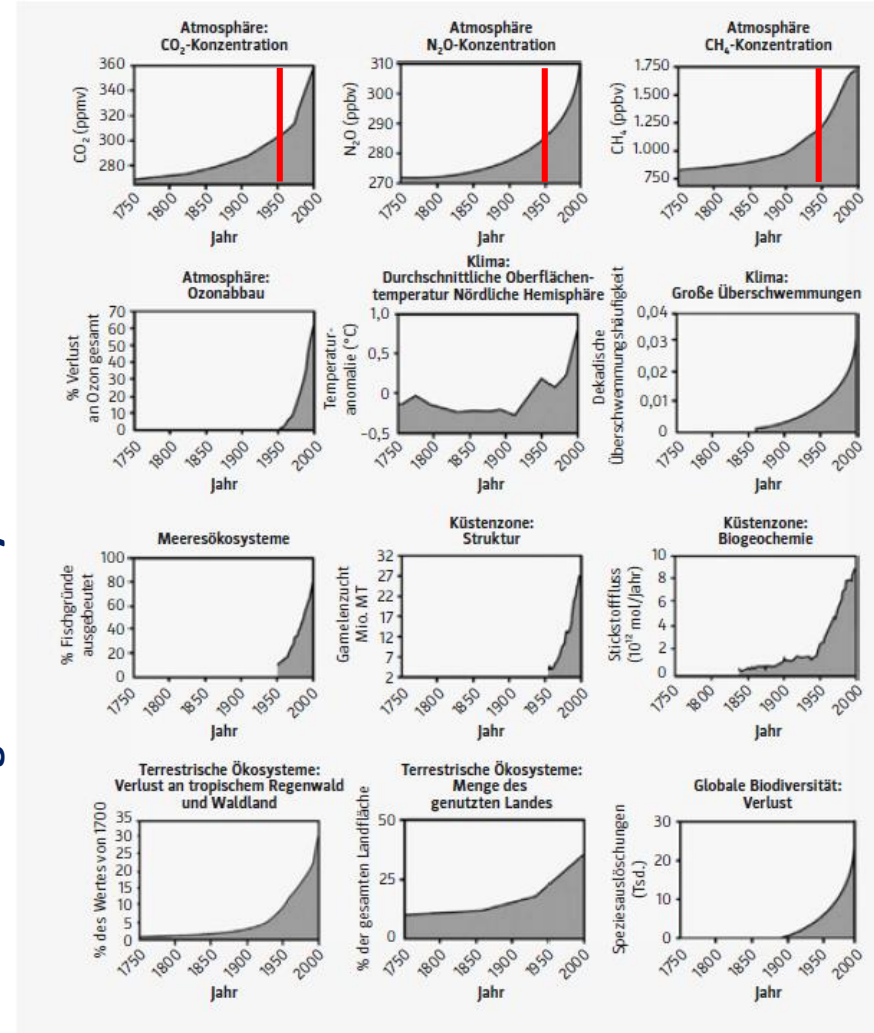 Atmosphäre:
CO₂-Konzentration
CO₂ (ppmv)
360
340
320
300
280
1750
1800
1850
1900
1950
2000
Jahr
Atmosphäre
N₂O-Konzentration
N₂O (ppbv)
310
300
290
280
270
1750
1800
1850
1900
1950
2000
Jahr
Atmosphäre
CH₄-Konzentration
CH₄ (ppbv)
1.750
1.500
1.250
1.000
750
1750
1800
1850
1900
1950
2000
Jahr
Atmosphäre:
Ozonabbau
% Verlust
an Ozon gesamt
70
60
50
40
30
20
10
0
1750
1800
1850
1900
1950
2000
Jahr
Klima:
Durchschnittliche Oberflächen-
temperatur Nördliche Hemisphäre
Temperatur-
anomalie (°C)
1,0
0,5
0
–0,5
1750
1800
1850
1900
1950
2000
Jahr
Klima:
Große Überschwemmungen
Dekadische
Überschwemmungshäufigkeit
0,04
0,03
0,02
0,01
0
1750
1800
1850
1900
1950
2000
Jahr
Meeresökosysteme
% Fischgründe
ausgebeutet
100
80
60
40
20
0
1750
1800
1850
1900
1950
2000
Jahr
Küstenzone:
Struktur
Gamelenzucht
Mio. MT
32
27
22
17
12
7
2
1750
1800
1850
1900
1950
2000
Jahr
Küstenzone:
Biogeochemie
Stickstofffluss
(10¹² mol/Jahr)
10
8
6
4
2
0
1750
1800
1850
1900
1950
2000
Jahr
Terrestrische Ökosysteme:
Verlust an tropischem Regenwald
und Waldland
% des Wertes von 1700
35
30
25
20
15
10
5
0
1750
1800
1850
1900
1950
2000
Jahr
Terrestrische Ökosysteme:
Menge des
genutzten Landes
% der gesamten Landfläche
50
25
0
1750
1800
1850
1900
1950
2000
Jahr
Globale Biodiversität:
Verlust
Speziesauslöschungen
(Tsd.)
30
20
10
0
1750
1800
1850
1900
1950
2000
Jahr